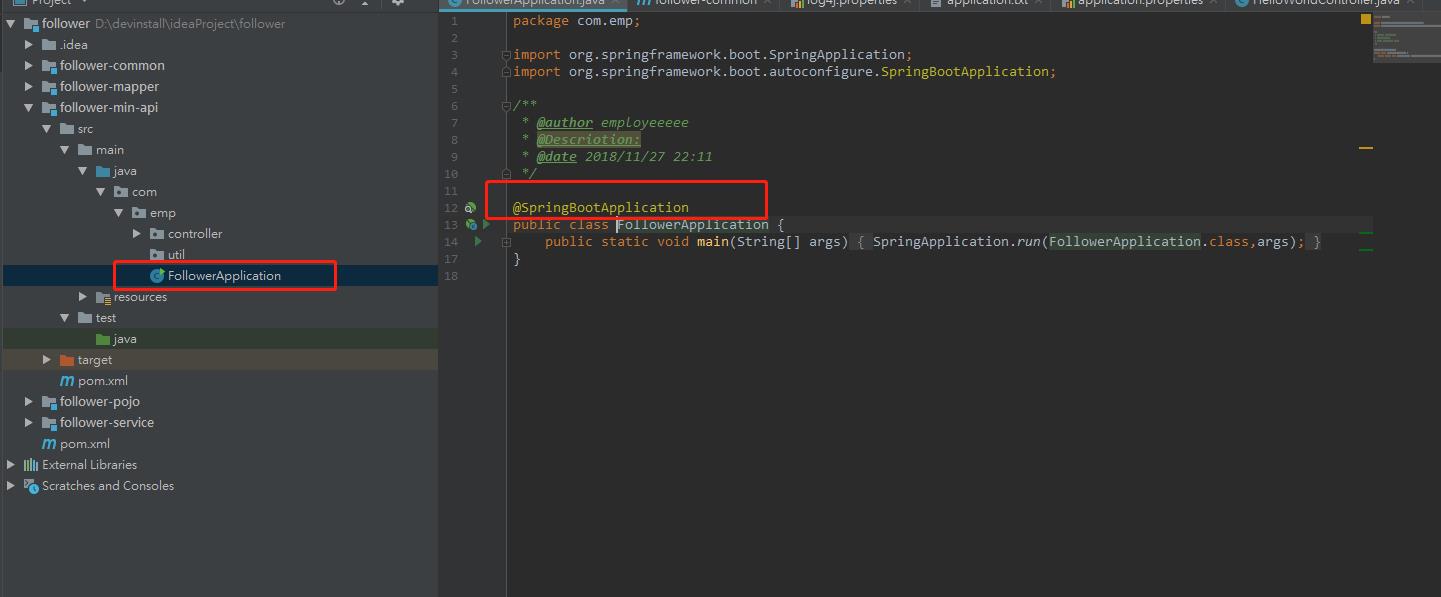 Project
follower D:\devinstall\ideaProject\follower
.idea
follower-common
follower-mapper
follower-min-api
src
main
java
com
emp
controller
util
FollowerApplication
resources
test
java
target
pom.xml
follower-pojo
follower-service
pom.xml
External Libraries
Scratches and Consoles
FollowerApplication.java
follower-common
log4j.properties
application.txt
application.properties
HelloWorldController.java
1 package com.emp;
2
3 import org.springframework.boot.SpringApplication;
4 import org.springframework.boot.autoconfigure.SpringBootApplication;
5
6 /**
7 * @author employeeeee
8 * @Descriotion:
9 * @date 2018/11/27 22:11
10 */
11
12 @SpringBootApplication
13 public class FollowerApplication {
14 public static void main(String[] args) { SpringApplication.run(FollowerApplication.class,args); }
17 }
18